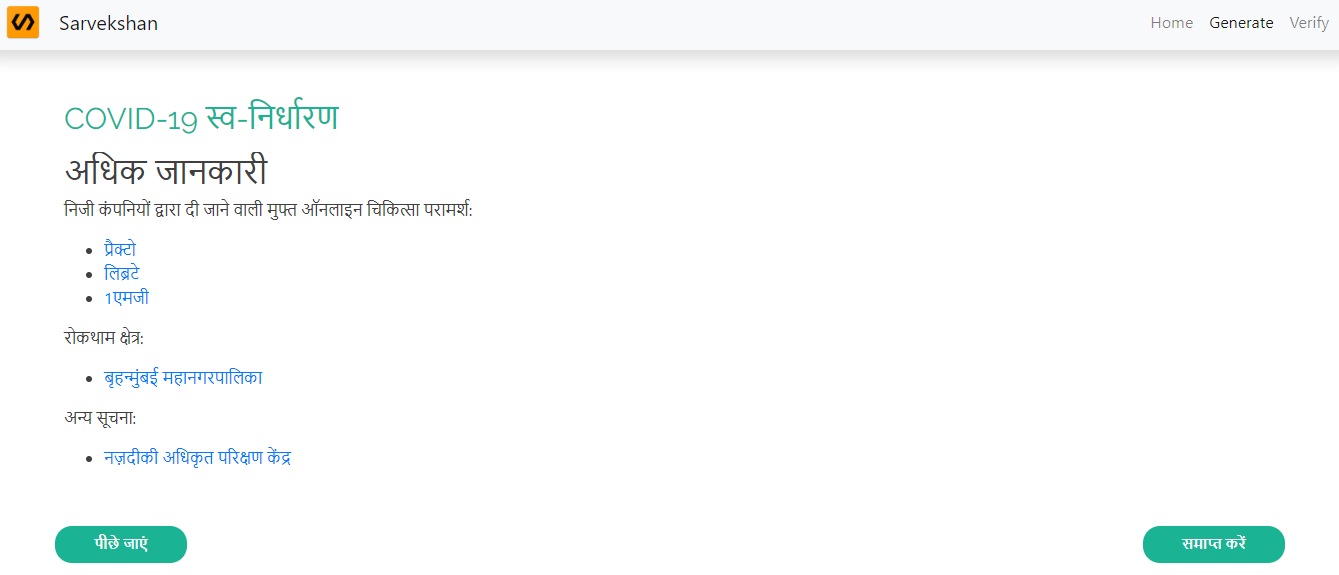 Sarvekshan
Home Generate Verify
COVID-19 स्व-निर्धारण
अधिक जानकारी
निजी कंपनियों द्वारा दी जाने वाली मुफ्त ऑनलाइन चिकित्सा परामर्श:
प्रैक्टो
लिब्रटे
1एमजी
रोकथाम क्षेत्र:
बृहन्मुंबई महानगरपालिका
अन्य सूचना:
नज़दीकी अधिकृत परिक्षण केंद्र
पीछे जाएं
समाप्त करें